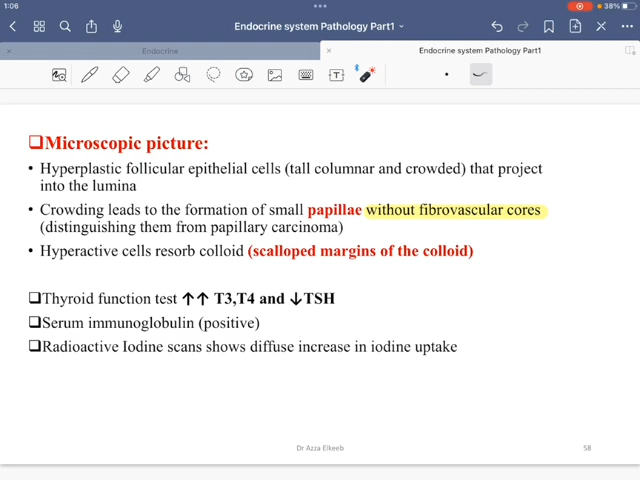 1:06
38%
Endocrine system Pathology Part1
Endocrine
Endocrine system Pathology Part1
❑Microscopic picture:
• Hyperplastic follicular epithelial cells (tall columnar and crowded) that project
into the lumina
• Crowding leads to the formation of small papillae without fibrovascular cores
(distinguishing them from papillary carcinoma)
• Hyperactive cells resorb colloid (scalloped margins of the colloid)
❑Thyroid function test ↑↑ T3,T4 and ↓TSH
❑Serum immunoglobulin (positive)
❑Radioactive Iodine scans shows diffuse increase in iodine uptake
Dr Azza Elkeeb
58